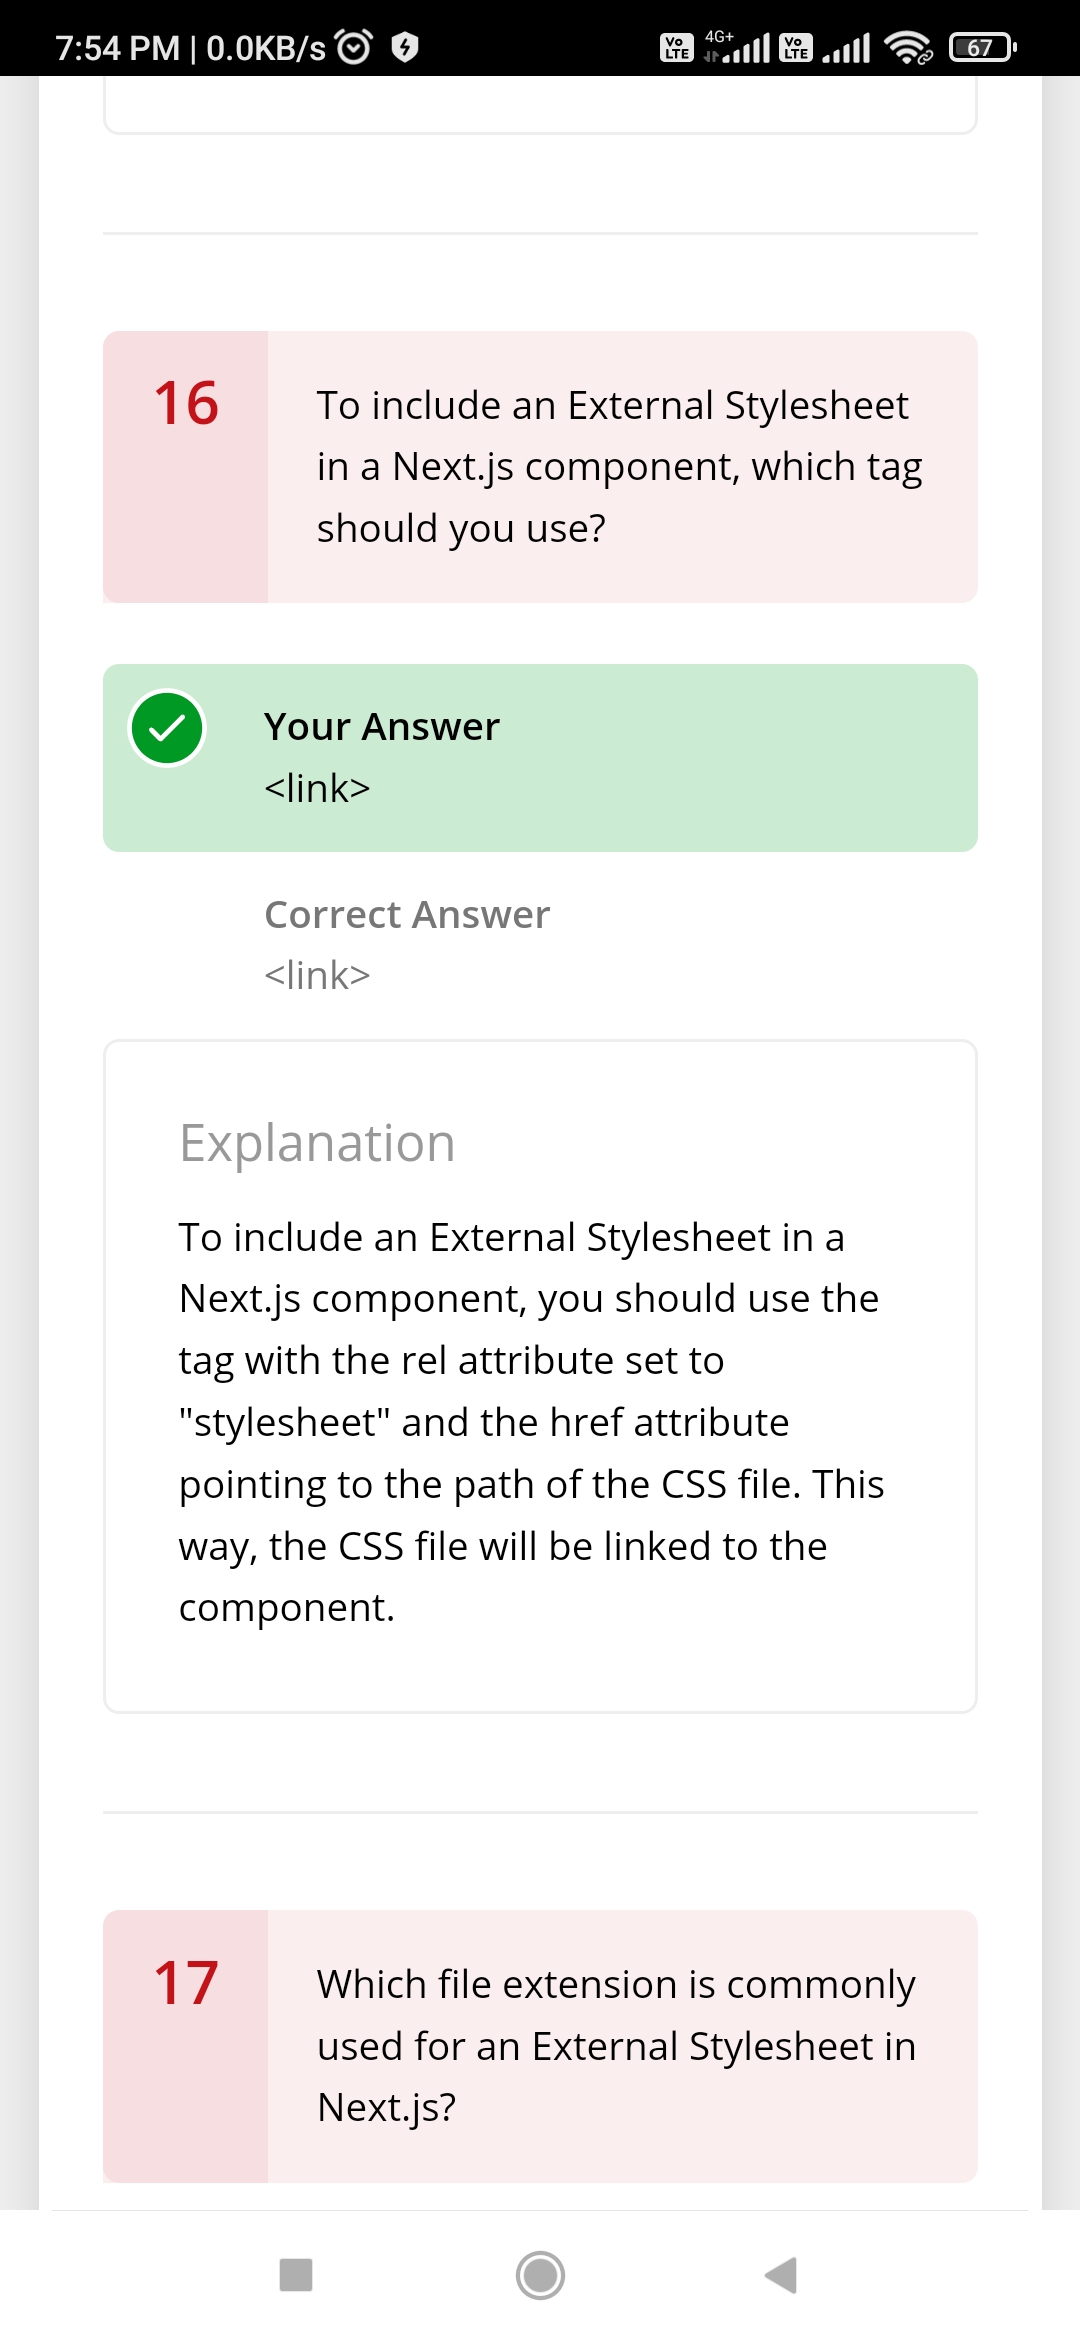 7:54 PM | 0.0KB/s
Vo LTE 4G+ Vo LTE 67
16
To include an External Stylesheet
in a Next.js component, which tag
should you use?
Your Answer
<link>
Correct Answer
<link>
Explanation
To include an External Stylesheet in a
Next.js component, you should use the
tag with the rel attribute set to
"stylesheet" and the href attribute
pointing to the path of the CSS file. This
way, the CSS file will be linked to the
component.
17
Which file extension is commonly
used for an External Stylesheet in
Next.js?